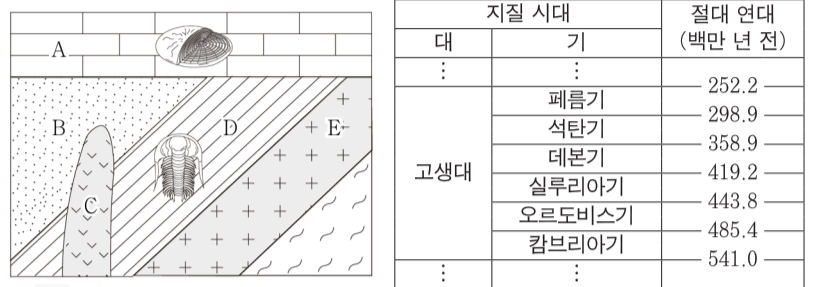 A
B
C
D
E
지질 시대 절대 연대
대 기 (백만 년 전)
⋮ ⋮
252.2
페름기
298.9
석탄기
358.9
데본기
고생대
419.2
실루리아기
443.8
오르도비스기
485.4
캄브리아기
541.0
⋮ ⋮